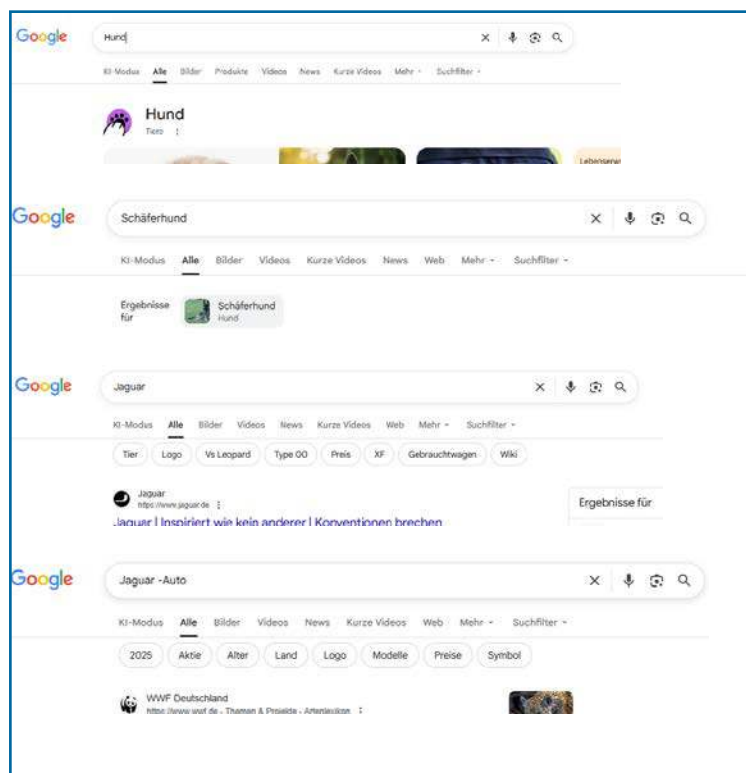 Google Hund
KI-Modus Alle Bilder Produkte Videos News Kurze Videos Mehr Suchfilter
Hund
Tiere
Lebenserwa
Google Schäferhund
KI-Modus Alle Bilder Videos Kurze Videos News Web Mehr Suchfilter
Ergebnisse für
Schäferhund
Hund
Google Jaguar
KI-Modus Alle Bilder Videos News Kurze Videos Web Mehr Suchfilter
Tier Logo Vs Leopard Type 00 Preis XF Gebrauchtwagen Wiki
Jaguar
https://www.jaguar.de
Ergebnisse für
Jaguar | Inspiriert wie kein anderer | Konventionen brechen
Google Jaguar -Auto
KI-Modus Alle Bilder Videos News Kurze Videos Web Mehr Suchfilter
2025 Aktie Alter Land Logo Modelle Preise Symbol
WWF Deutschland
https://www.wwf.de › Themen & Projekte › Artenlexikon